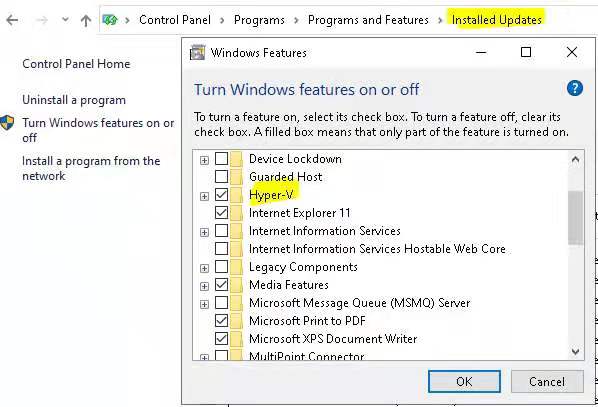 Control Panel > Programs > Programs and Features > Installed Updates
Control Panel Home
Uninstall a program
Turn Windows features on or
off
Install a program from the
network
Windows Features
Turn Windows features on or off
?
To turn a feature on, select its check box. To turn a feature off, clear its
check box. A filled box means that only part of the feature is turned on.
Device Lockdown
Guarded Host
Hyper-V
Internet Explorer 11
Internet Information Services
Internet Information Services Hostable Web Core
Legacy Components
Media Features
Microsoft Message Queue (MSMQ) Server
Microsoft Print to PDF
Microsoft XPS Document Writer
MultiPoint Connector
OK
Cancel